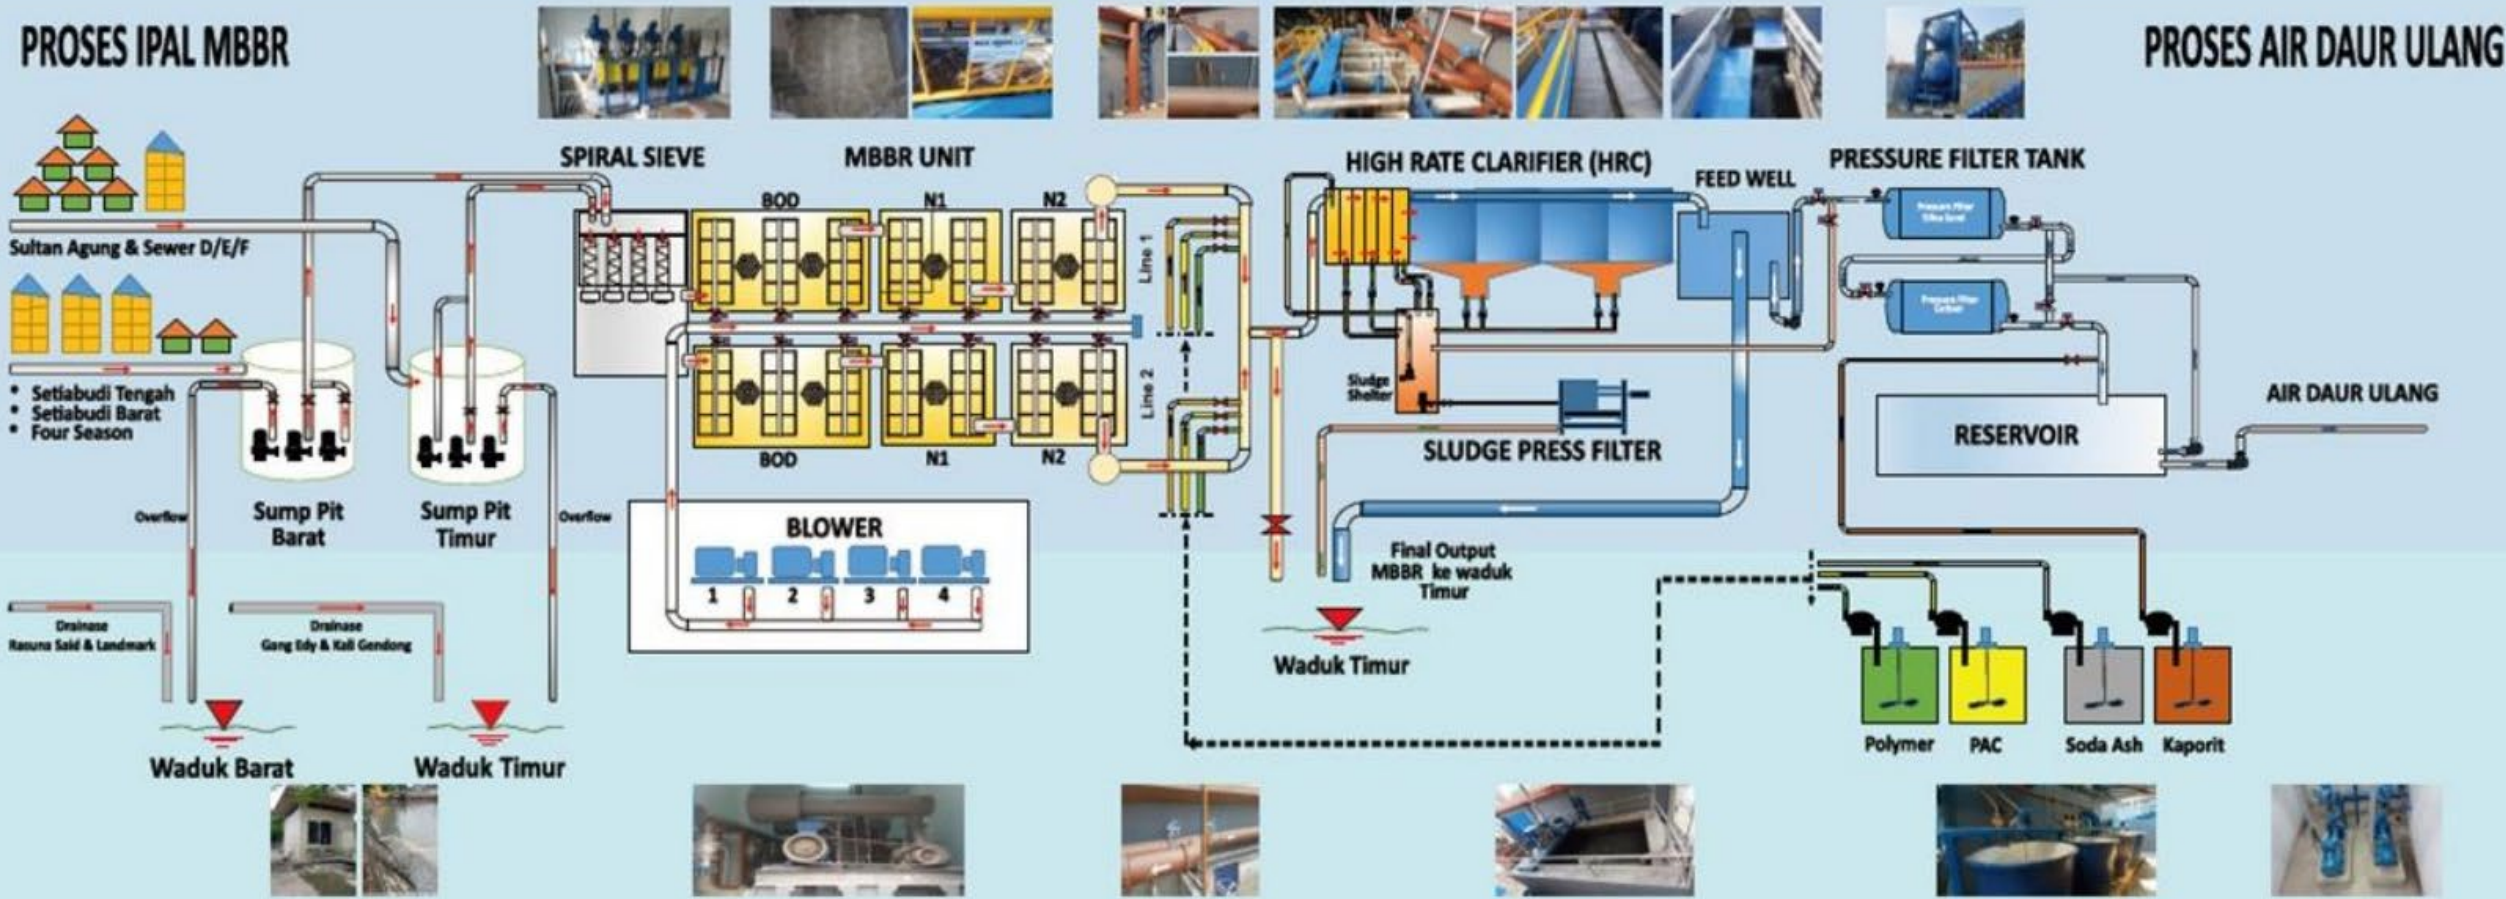 PROSES IPAL MBBR
PROSES AIR DAUR ULANG
SPIRAL SIEVE
MBBR UNIT
HIGH RATE CLARIFIER (HRC)
FEED WELL
PRESSURE FILTER TANK
Sultan Agung & Sewer D/E/F
• Setiabudi Tengah
• Setiabudi Barat
• Four Season
BOD
N1
N2
Line 1
Line 2
BOD
N1
N2
Pressure Filter
Pressure Filter
Sludge
Shelter
SLUDGE PRESS FILTER
AIR DAUR ULANG
RESERVOIR
Overflow
Sump Pit
Barat
Sump Pit
Timur
Overflow
BLOWER
1
2
3
4
Final Output
MBBR ke waduk
Timur
Drainase
Rasuna Said & Landmark
Drainase
Gang Edy & Kali Gendong
Waduk Timur
Waduk Barat
Waduk Timur
Polymer
PAC
Soda Ash
Kaporit